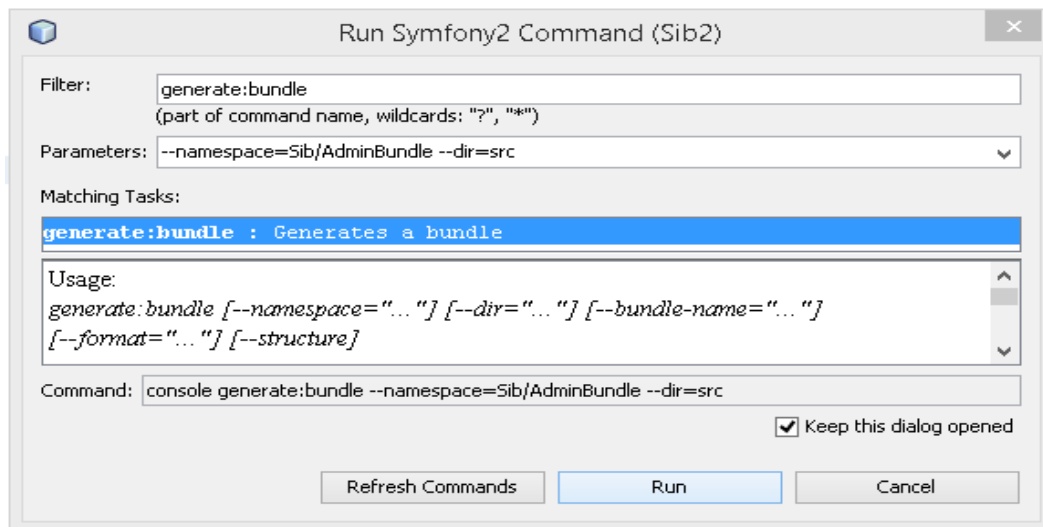 Run Symfony2 Command (Sib2)
Filter: generate:bundle
(part of command name, wildcards: "?", "*")
Parameters: --namespace=Sib/AdminBundle --dir=src
Matching Tasks:
generate:bundle : Generates a bundle
Usage:
generate:bundle [--namespace="..."] [--dir="..."] [--bundle-name="..."]
[--format="..."] [--structure]
Command: console generate:bundle --namespace=Sib/AdminBundle --dir=src
Keep this dialog opened
Refresh Commands Run Cancel